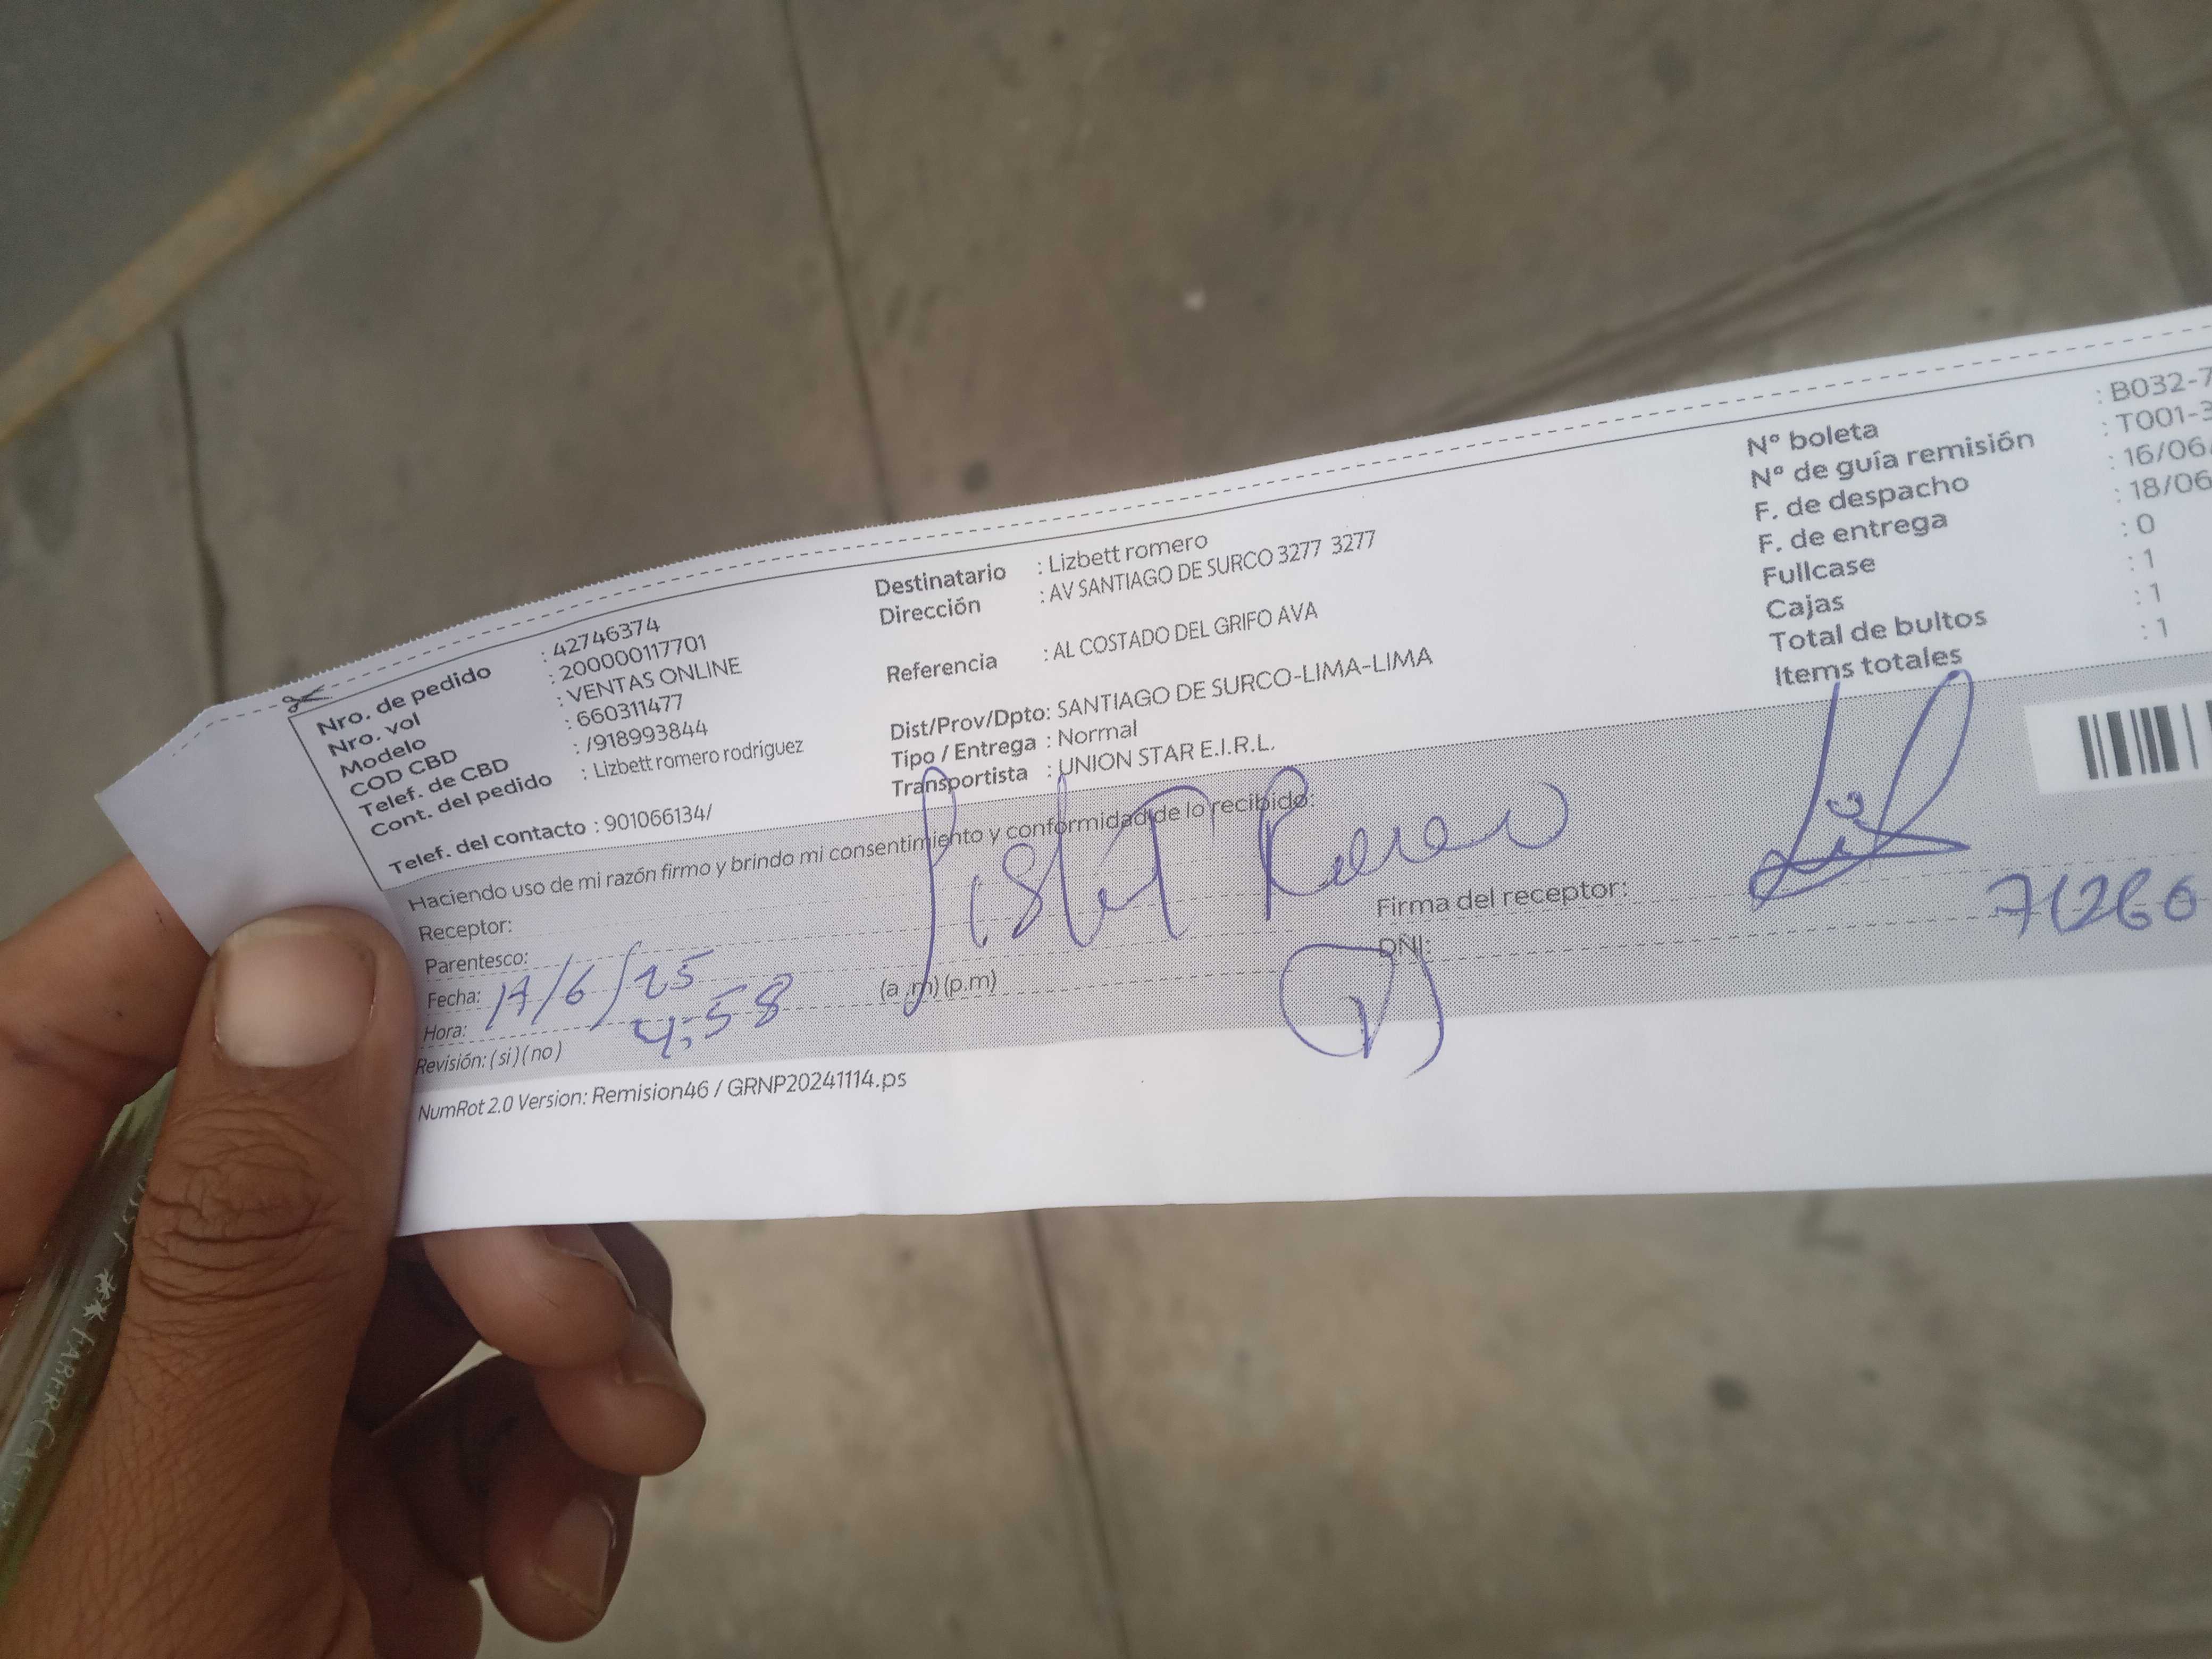 Nro. de pedido : 42746374
Nro. vol : 200000117701
Modelo : VENTAS ONLINE
COD CBD : 660311477
Telef. de CBD : /918993844
Cont. del pedido : Lizbett romero rodriguez
Telef. del contacto : 901066134/
Destinatario : Lizbett romero
Dirección : AV SANTIAGO DE SURCO 3277 3277
Referencia : AL COSTADO DEL GRIFO AVA
Dist/Prov/Dpto: SANTIAGO DE SURCO-LIMA-LIMA
Tipo / Entrega : Normal
Transportista : UNION STAR E.I.R.L.
N° boleta : B032-7
N° de guía remisión : T001-3
F. de despacho : 16/06
F. de entrega : 18/06
Fullcase : 0
Cajas : 1
Total de bultos : 1
Items totales : 1
Haciendo uso de mi razón firmo y brindo mi consentimiento y conformidad de lo recibido:
Receptor:
Parentesco:
Fecha: 17/6/25
Hora: 4:58 (a .m) (p.m)
Revisión: ( si ) ( no )
Firma del receptor:
DNI: 71260
NumRot 2.0 Version: Remision46 / GRNP20241114.ps
FABER-CAS